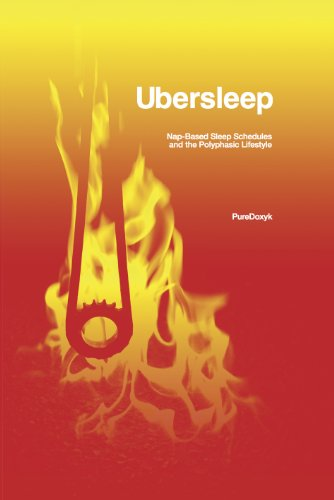 Ubersleep
Nap-Based Sleep Schedules
and the Polyphasic Lifestyle
PureDoxyk